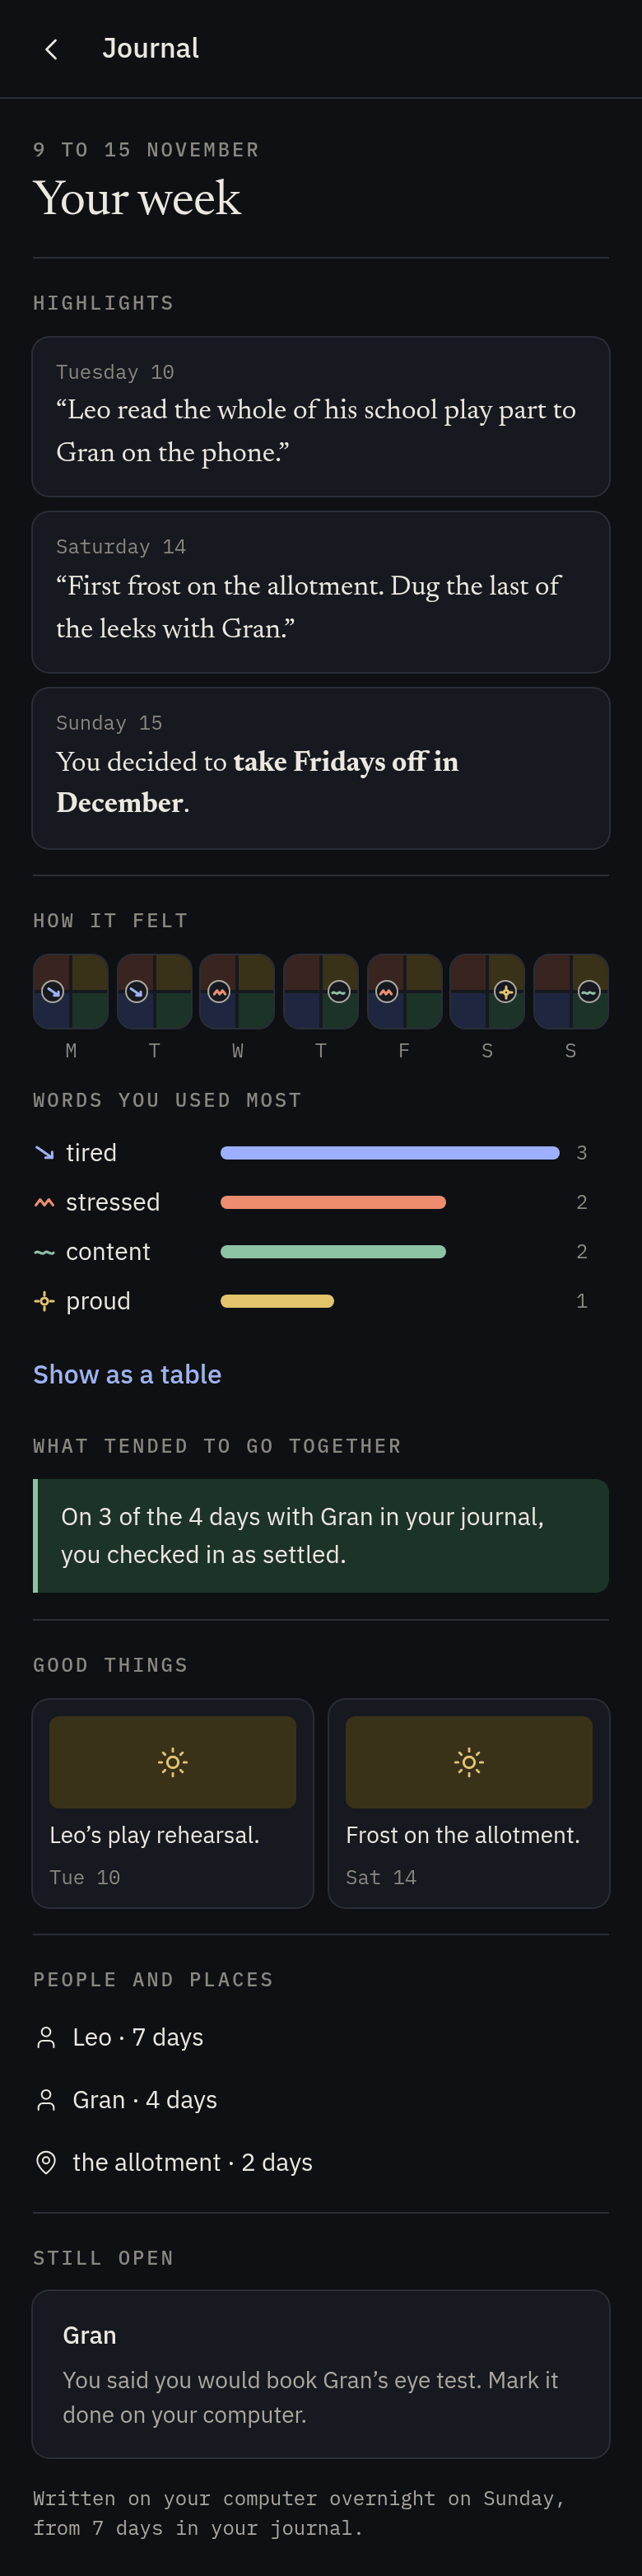 Journal
9 TO 15 NOVEMBER
Your week
HIGHLIGHTS
Tuesday 10
“Leo read the whole of his school play part to
Gran on the phone.”
Saturday 14
“First frost on the allotment. Dug the last of
the leeks with Gran.”
Sunday 15
You decided to take Fridays off in
December.
HOW IT FELT
M T W T F S S
WORDS YOU USED MOST
tired 3
stressed 2
content 2
proud 1
Show as a table
WHAT TENDED TO GO TOGETHER
On 3 of the 4 days with Gran in your journal,
you checked in as settled.
GOOD THINGS
Leo’s play rehearsal. Frost on the allotment.
Tue 10 Sat 14
PEOPLE AND PLACES
Leo · 7 days
Gran · 4 days
the allotment · 2 days
STILL OPEN
Gran
You said you would book Gran’s eye test. Mark it
done on your computer.
Written on your computer overnight on Sunday,
from 7 days in your journal.